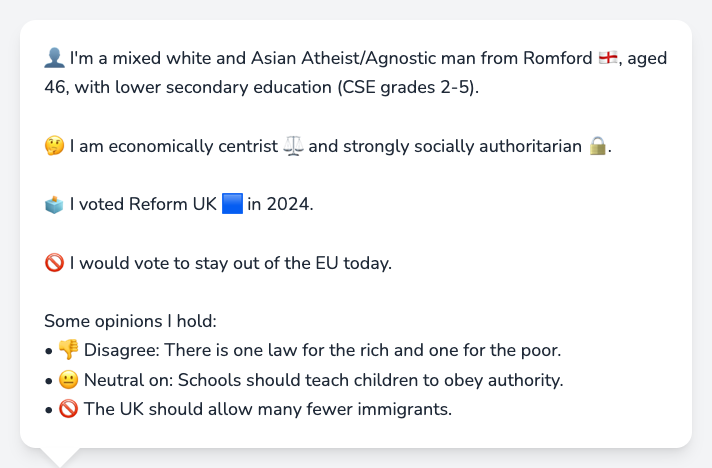 👤 I'm a mixed white and Asian Atheist/Agnostic man from Romford 🏴󠁧󠁢󠁥󠁮󠁧󠁿, aged
46, with lower secondary education (CSE grades 2-5).
🤔 I am economically centrist ⚖️ and strongly socially authoritarian 🔒.
🗳️ I voted Reform UK 🟦 in 2024.
🚫 I would vote to stay out of the EU today.
Some opinions I hold:
• 👎 Disagree: There is one law for the rich and one for the poor.
• 😐 Neutral on: Schools should teach children to obey authority.
• 🚫 The UK should allow many fewer immigrants.